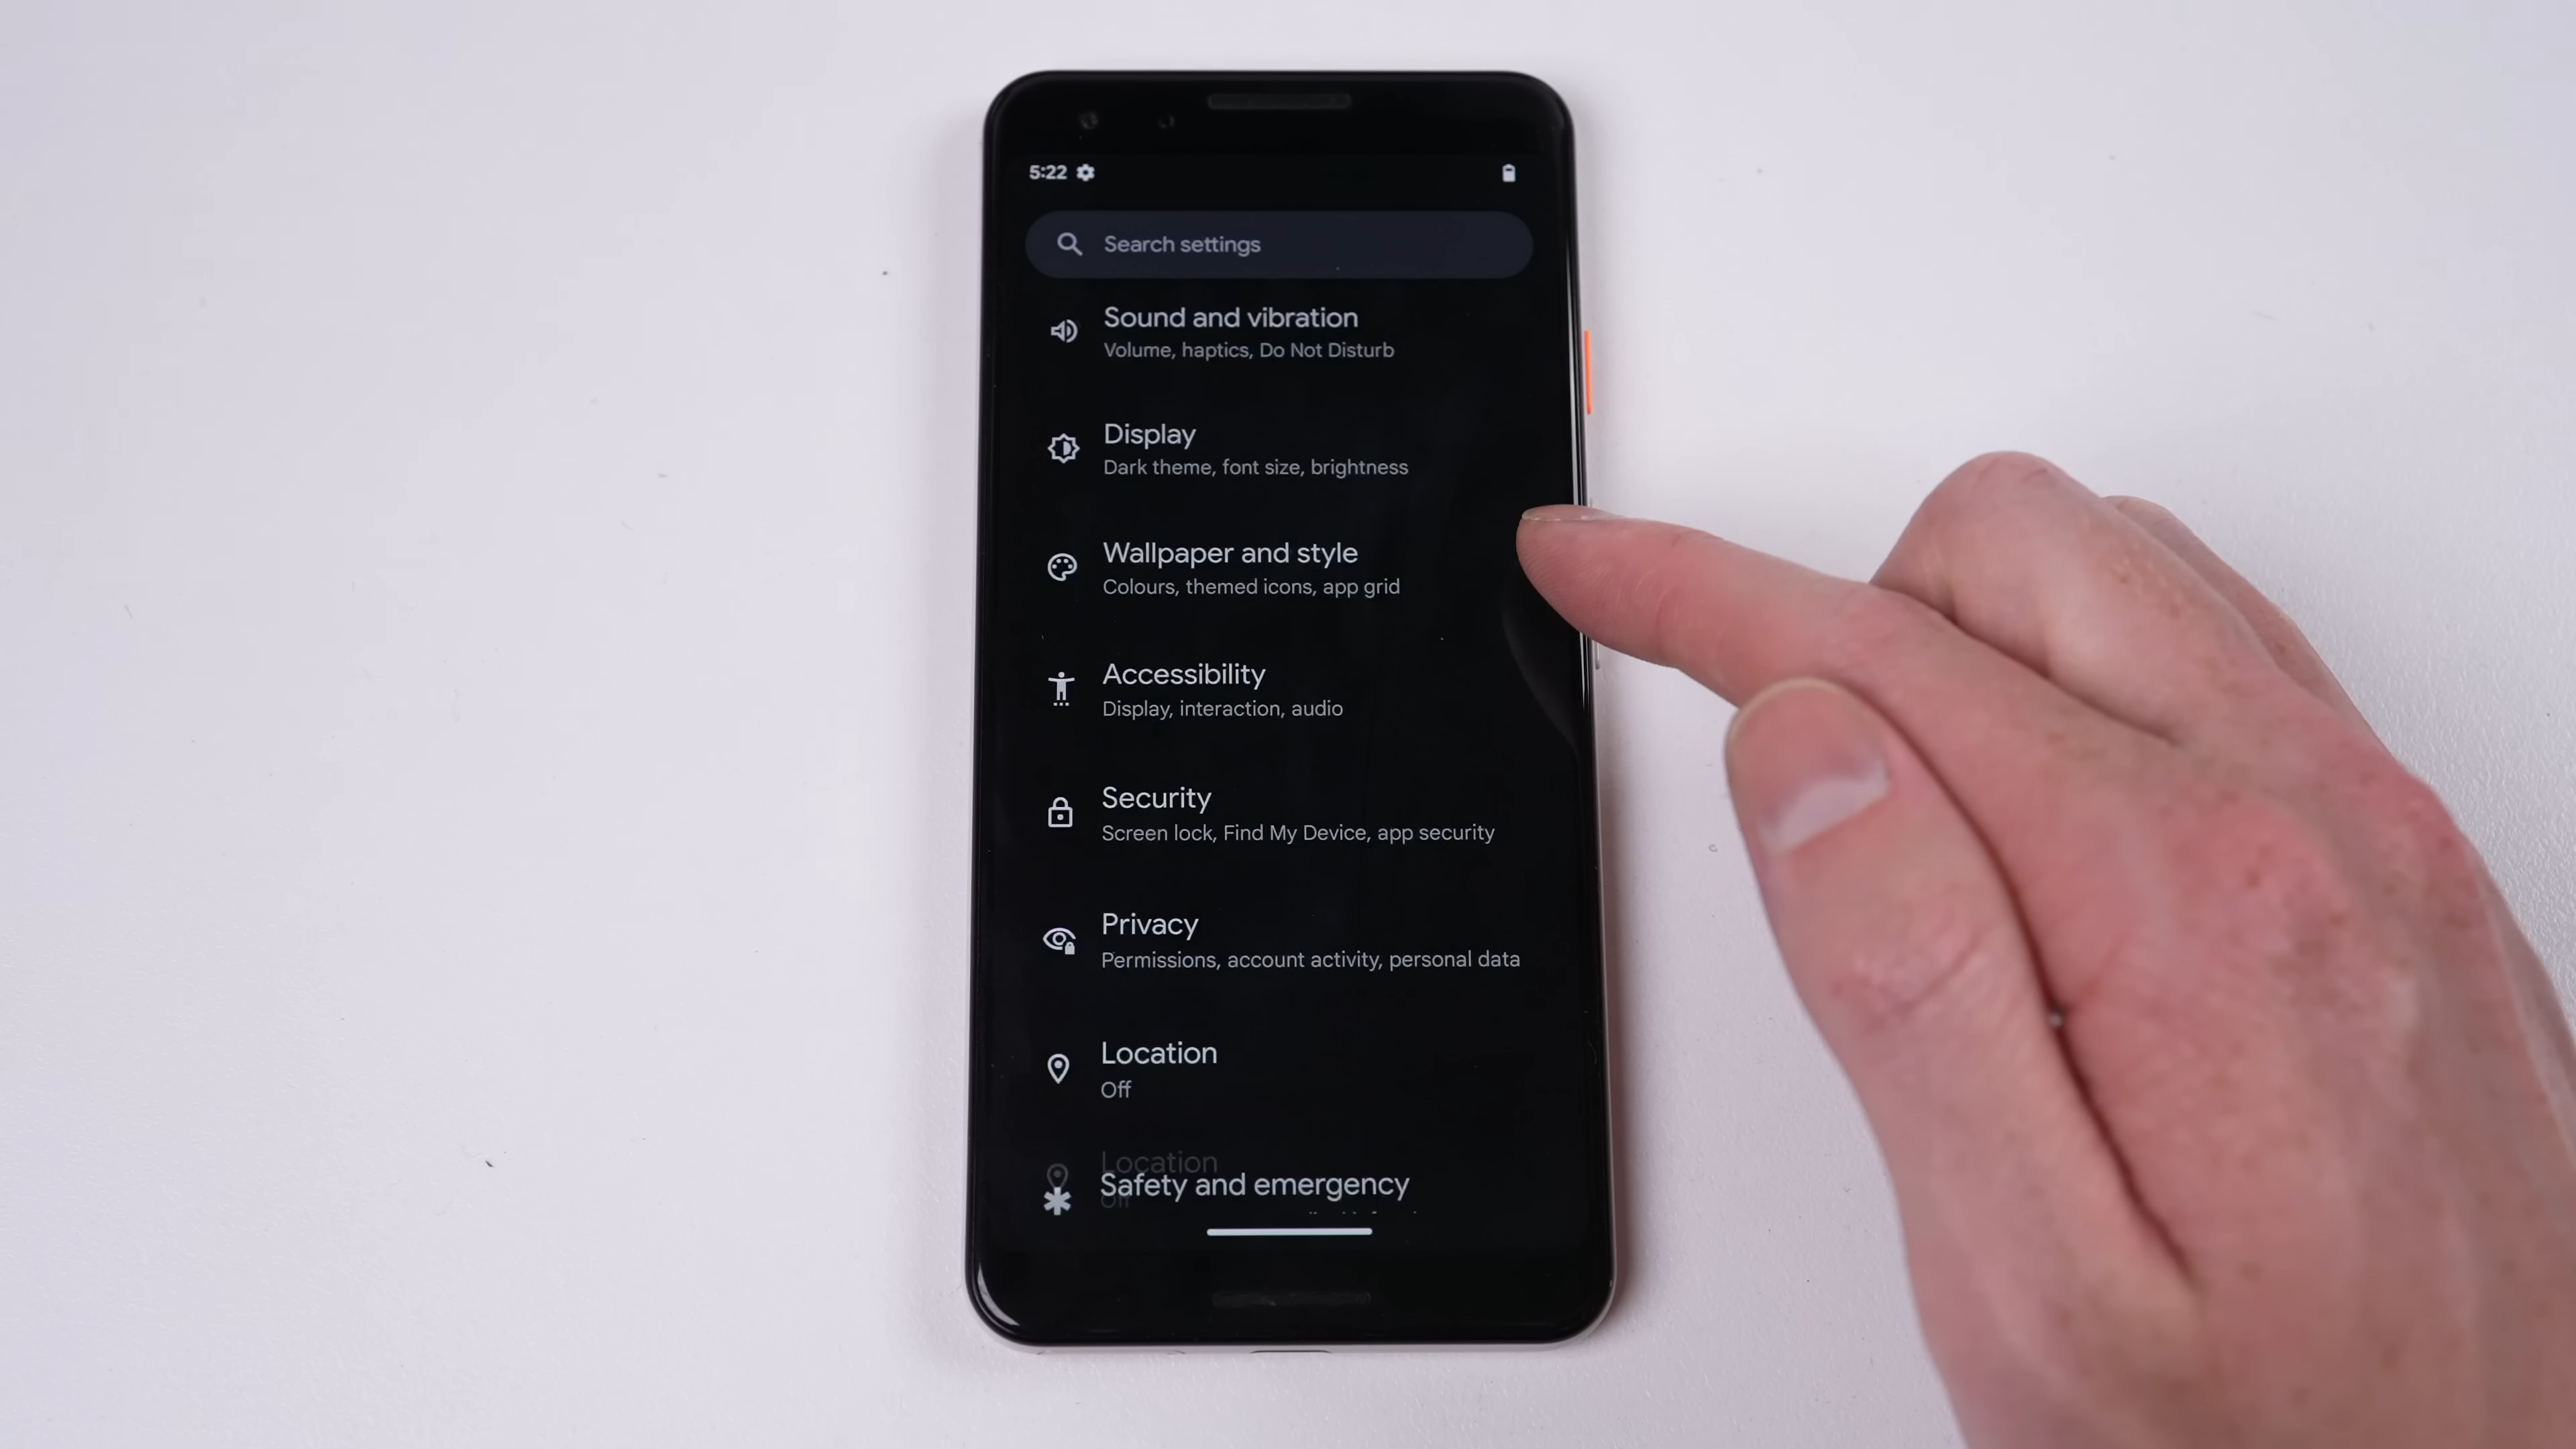 5:22
Search settings
Sound and vibration
Volume, haptics, Do Not Disturb
Display
Dark theme, font size, brightness
Wallpaper and style
Colours, themed icons, app grid
Accessibility
Display, interaction, audio
Security
Screen lock, Find My Device, app security
Privacy
Permissions, account activity, personal data
Location
Off
Location
Off
Safety and emergency